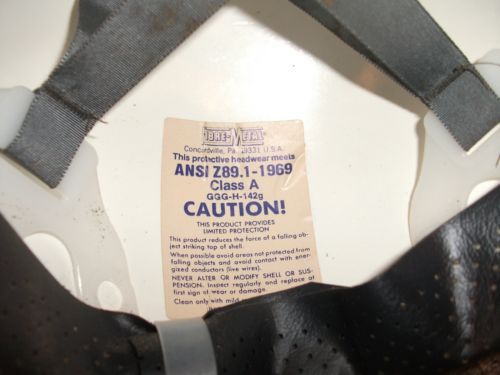 FIBRE-METAL
Concordville, Pa. 19331 U.S.A.
This protective headwear meets
ANSI Z89.1-1969
Class A
GGG-H-142g
CAUTION!
THIS PRODUCT PROVIDES
LIMITED PROTECTION
This product reduces the force of a falling ob-
ject striking top of shell.
When possible avoid areas not protected from
falling objects and avoid contact with ener-
gized conductors (live wires).
NEVER ALTER OR MODIFY SHELL OR SUS-
PENSION. Inspect regularly and replace at
first sign of wear or damage.
Clean only with mild